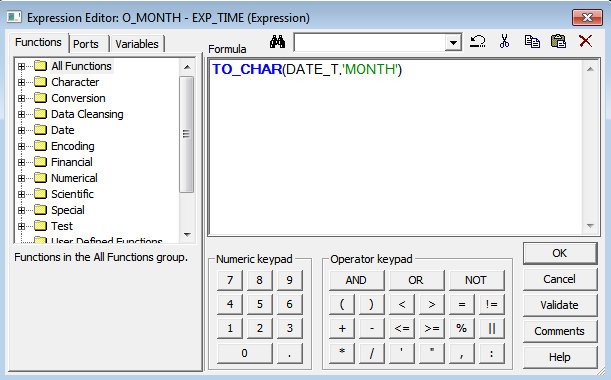 Expression Editor: O_MONTH - EXP_TIME (Expression)
Functions Ports Variables
All Functions
Character
Conversion
Data Cleansing
Date
Encoding
Financial
Numerical
Scientific
Special
Test
User Defined Functions
Functions in the All Functions group.
Formula
TO_CHAR(DATE_T,'MONTH')
Numeric keypad
7 8 9
4 5 6
1 2 3
0 .
Operator keypad
AND OR NOT
( ) < > = !=
+ - <= >= % ||
* / ' " , :
OK
Cancel
Validate
Comments
Help